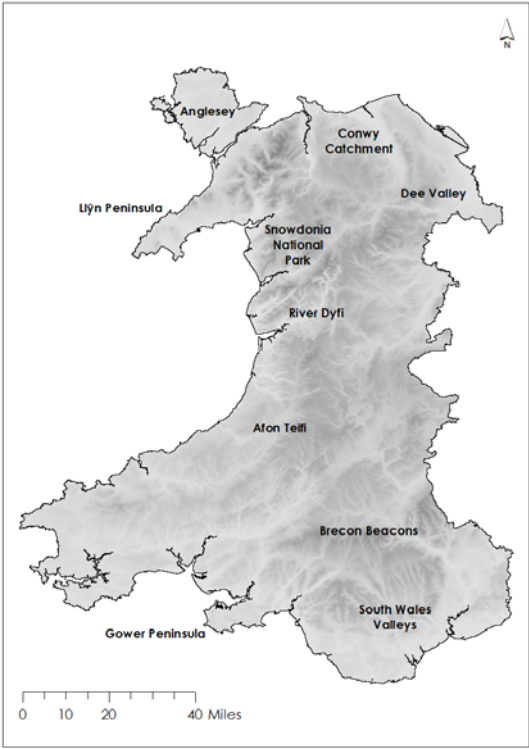 N
Anglesey
Conwy
Catchment
Dee Valley
Llŷn Peninsula
Snowdonia
National
Park
River Dyfi
Afon Teifi
Brecon Beacons
South Wales
Valleys
Gower Peninsula
0 10 20 40 Miles